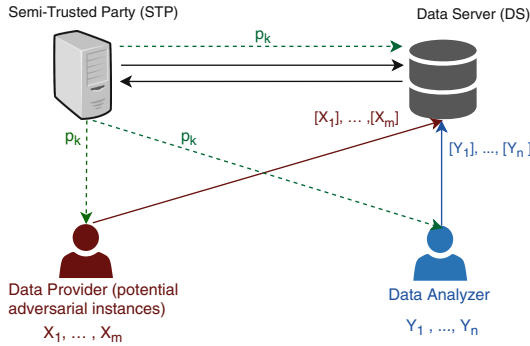 Semi-Trusted Party (STP)
Data Server (DS)
pk
[X1], ... ,[Xm]
pk
pk
[Y1], ..., [Yn]
Data Provider (potential
adversarial instances)
Data Analyzer
X1, ... , Xm
Y1 , ..., Yn